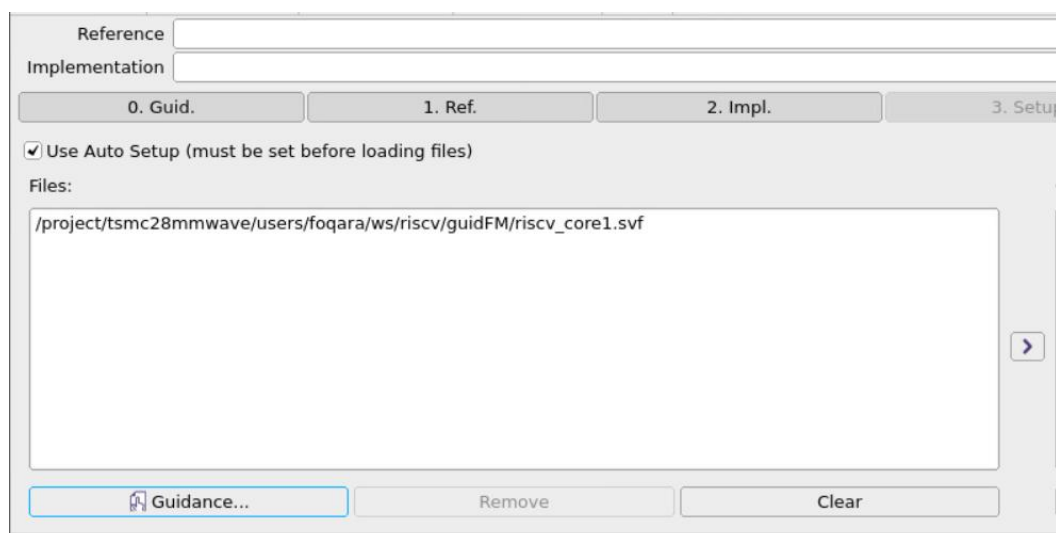 Reference
Implementation
0. Guid. 1. Ref. 2. Impl. 3. Setup
Use Auto Setup (must be set before loading files)
Files:
/project/tsmc28mmwave/users/foqara/ws/riscv/guidFM/riscv_core1.svf
Guidance... Remove Clear